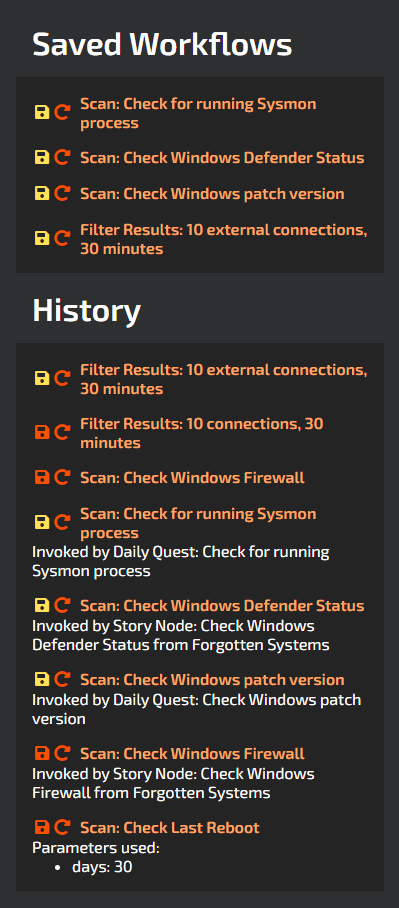 Saved Workflows
Scan: Check for running Sysmon
process
Scan: Check Windows Defender Status
Scan: Check Windows patch version
Filter Results: 10 external connections,
30 minutes
History
Filter Results: 10 external connections,
30 minutes
Filter Results: 10 connections, 30
minutes
Scan: Check Windows Firewall
Scan: Check for running Sysmon
process
Invoked by Daily Quest: Check for running
Sysmon process
Scan: Check Windows Defender Status
Invoked by Story Node: Check Windows
Defender Status from Forgotten Systems
Scan: Check Windows patch version
Invoked by Daily Quest: Check Windows patch
version
Scan: Check Windows Firewall
Invoked by Story Node: Check Windows
Firewall from Forgotten Systems
Scan: Check Last Reboot
Parameters used:
• days: 30